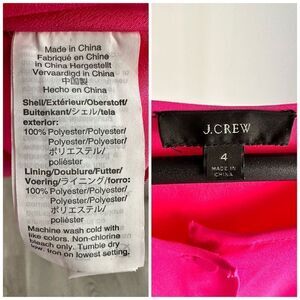 Made in China
Fabriqué en Chine
in China Hergestellt
Vervaardigd in China
中国製
Hecho en China
Shell/Extérieur/Oberstoff/
Buitenkant/シェル/tela
exterior:
100% Polyester/Polyester/
Polyester/Polyester/
Polyester/Polyester/
ポリエステル/
poliéster
Lining/Doublure/Futter/
Voering/ライニング/forro:
100% Polyester/Polyester/
Polyester/Polyester/
ポリエステル/
poliéster
Machine wash cold with
like colors. Non-chlorine
bleach only. Tumble dry
low. Iron on lowest setting.
J.CREW
4
MADE IN
CHINA